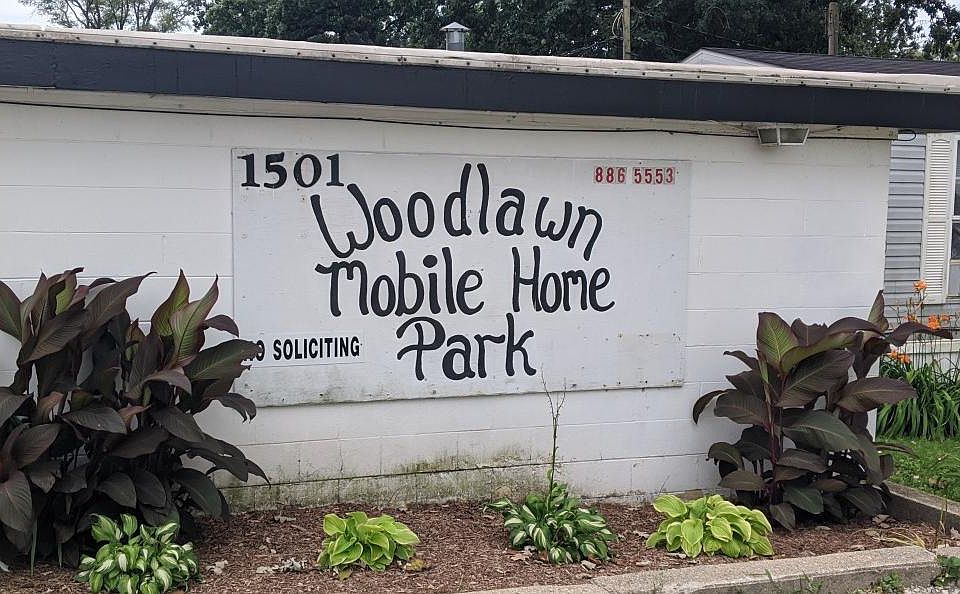 1501
886 5553
Woodlawn
Mobile Home
Park
SOLICITING